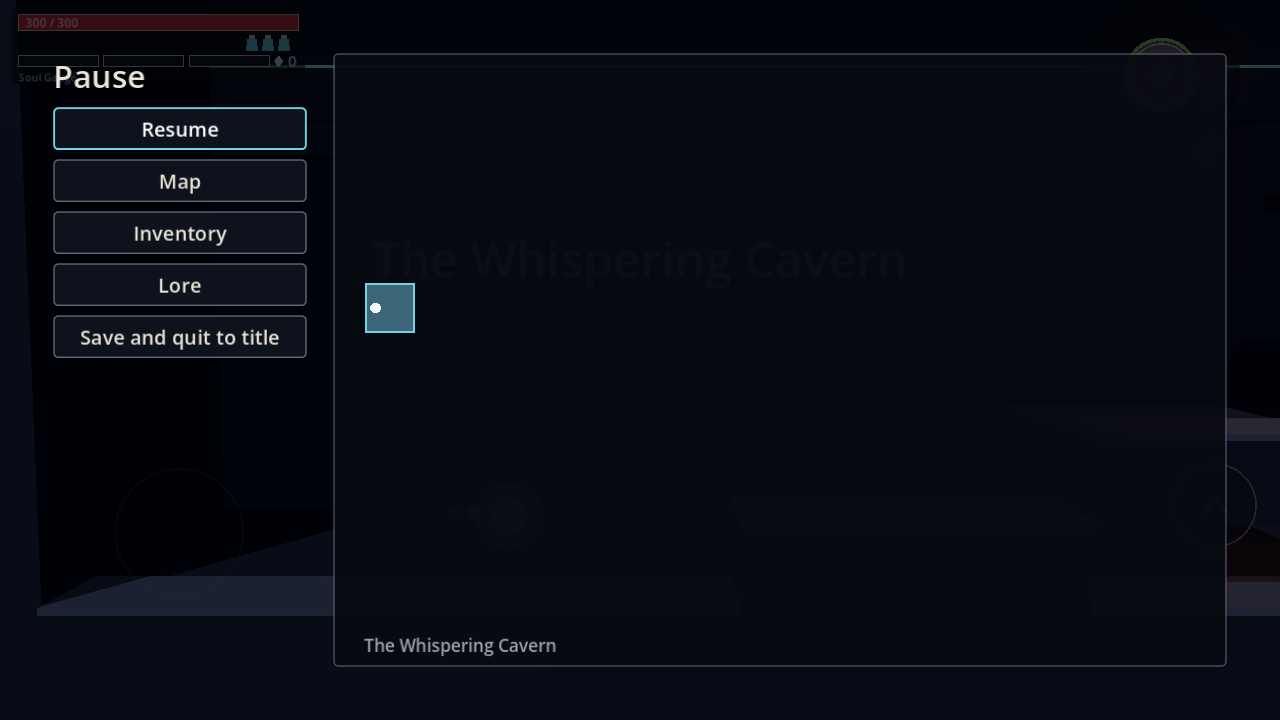 300 / 300
0
Pause
Resume
Map
Inventory
Lore
Save and quit to title
The Whispering Cavern
The Whispering Cavern